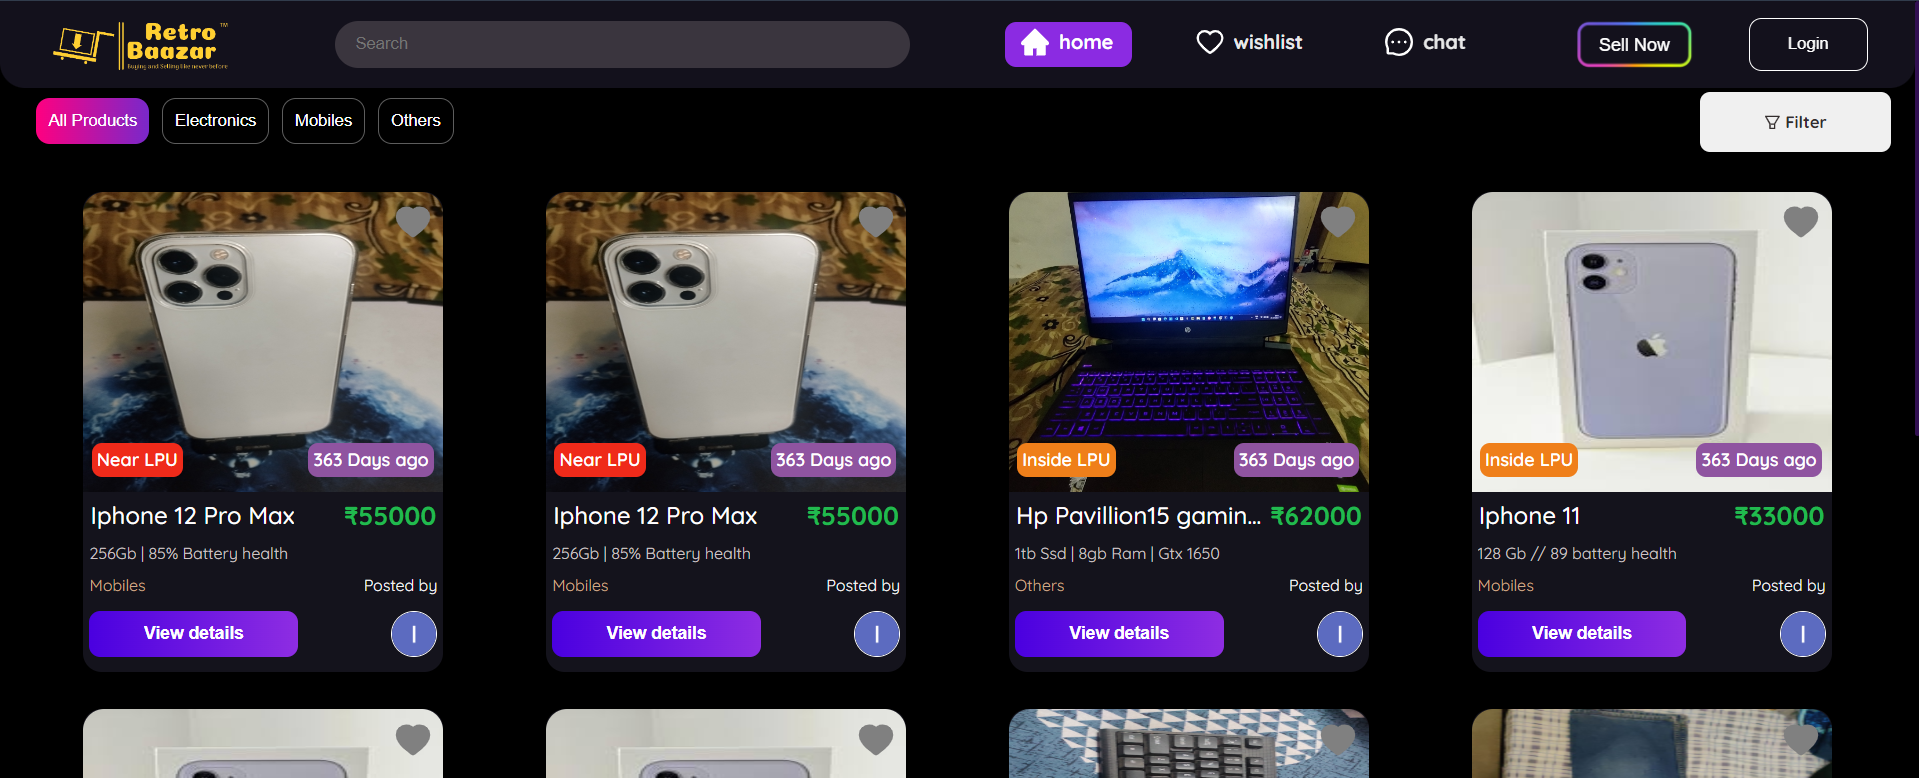 Retro ™
Baazar
Buying and Selling like never before
Search
home
wishlist
chat
Sell Now
Login
All Products
Electronics
Mobiles
Others
Filter
Near LPU
363 Days ago
Near LPU
363 Days ago
Inside LPU
363 Days ago
Inside LPU
363 Days ago
Iphone 12 Pro Max ₹55000
256Gb | 85% Battery health
Mobiles Posted by
View details I
Iphone 12 Pro Max ₹55000
256Gb | 85% Battery health
Mobiles Posted by
View details I
Hp Pavillion15 gamin... ₹62000
1tb Ssd | 8gb Ram | Gtx 1650
Others Posted by
View details I
Iphone 11 ₹33000
128 Gb // 89 battery health
Mobiles Posted by
View details I